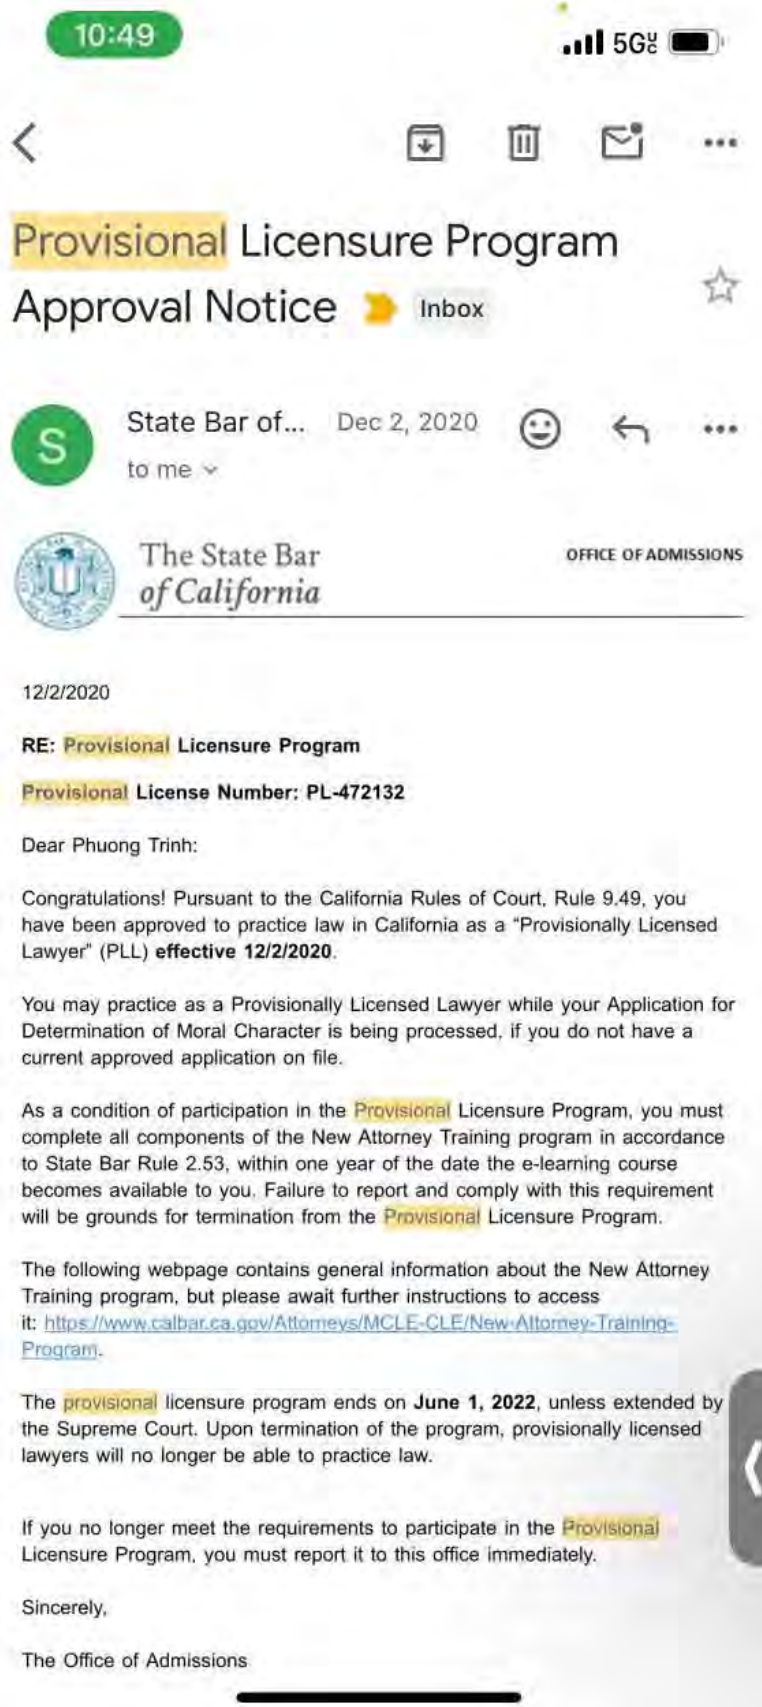 10:49
5G
Provisional Licensure Program
Approval Notice Inbox
S
State Bar of... Dec 2, 2020
to me
The State Bar
of California
OFFICE OF ADMISSIONS
12/2/2020
RE: Provisional Licensure Program
Provisional License Number: PL-472132
Dear Phuong Trinh:
Congratulations! Pursuant to the California Rules of Court, Rule 9.49, you
have been approved to practice law in California as a “Provisionally Licensed
Lawyer” (PLL) effective 12/2/2020.
You may practice as a Provisionally Licensed Lawyer while your Application for
Determination of Moral Character is being processed, if you do not have a
current approved application on file.
As a condition of participation in the Provisional Licensure Program, you must
complete all components of the New Attorney Training program in accordance
to State Bar Rule 2.53, within one year of the date the e-learning course
becomes available to you. Failure to report and comply with this requirement
will be grounds for termination from the Provisional Licensure Program.
The following webpage contains general information about the New Attorney
Training program, but please await further instructions to access
it: https://www.calbar.ca.gov/Attorneys/MCLE-CLE/New-Attorney-Training-
Program.
The provisional licensure program ends on June 1, 2022, unless extended by
the Supreme Court. Upon termination of the program, provisionally licensed
lawyers will no longer be able to practice law.
If you no longer meet the requirements to participate in the Provisional
Licensure Program, you must report it to this office immediately.
Sincerely,
The Office of Admissions